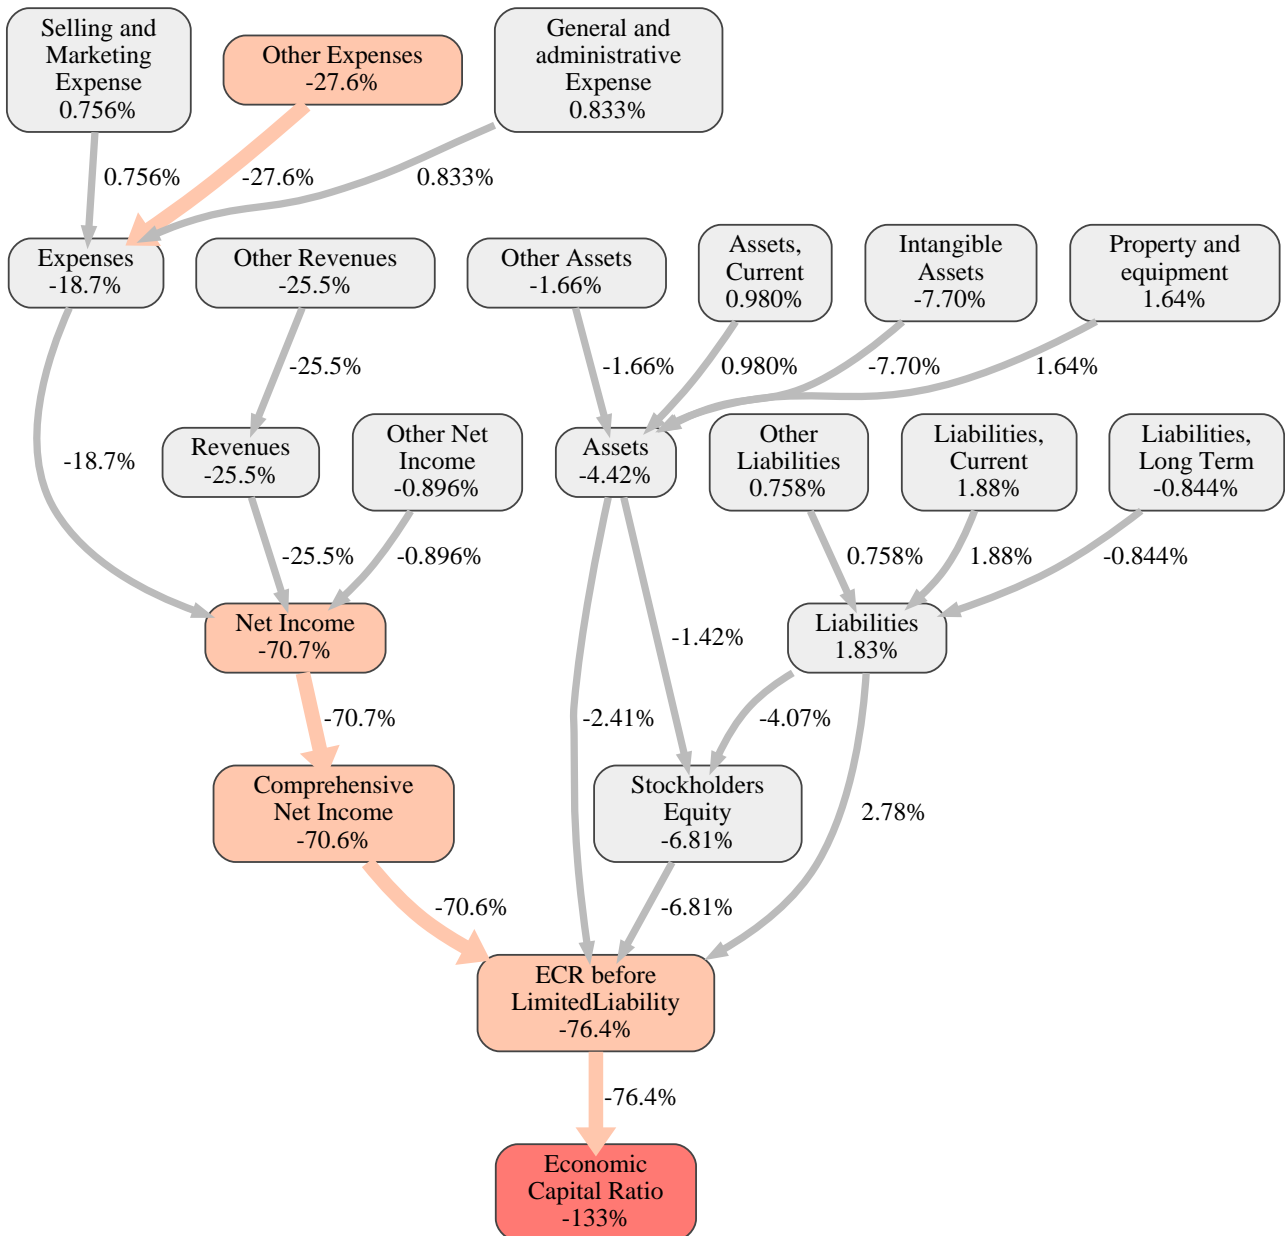 Selling and
Marketing
Expense
0.756%
Other Expenses
-27.6%
General and
administrative
Expense
0.833%
0.756%
-27.6%
0.833%
Expenses
-18.7%
Other Revenues
-25.5%
Other Assets
-1.66%
Assets,
Current
0.980%
Intangible
Assets
-7.70%
Property and
equipment
1.64%
-25.5%
-1.66%
0.980%
-7.70%
1.64%
-18.7%
Revenues
-25.5%
Other Net
Income
-0.896%
Assets
-4.42%
Other
Liabilities
0.758%
Liabilities,
Current
1.88%
Liabilities,
Long Term
-0.844%
-25.5%
-0.896%
0.758%
1.88%
-0.844%
Net Income
-70.7%
-1.42%
Liabilities
1.83%
-70.7%
-2.41%
-4.07%
Comprehensive
Net Income
-70.6%
Stockholders
Equity
-6.81%
2.78%
-70.6%
-6.81%
ECR before
LimitedLiability
-76.4%
-76.4%
Economic
Capital Ratio
-133%